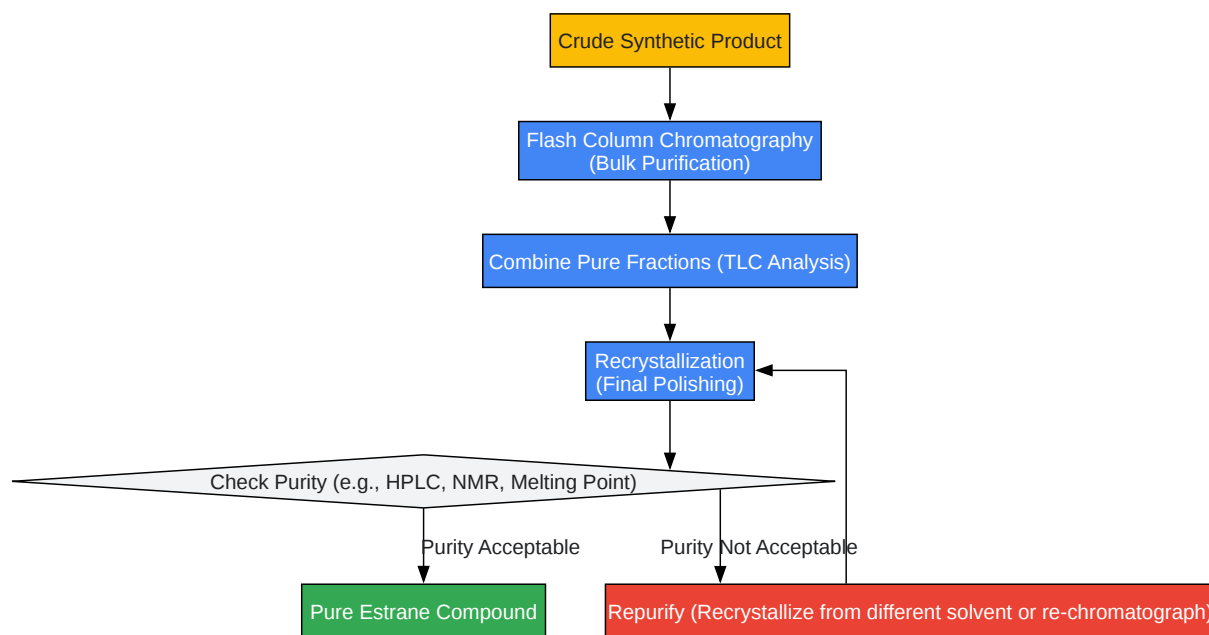 Crude Synthetic Product
Flash Column Chromatography
(Bulk Purification)
Combine Pure Fractions (TLC Analysis)
Recrystallization
(Final Polishing)
Check Purity (e.g., HPLC, NMR, Melting Point)
Purity Acceptable
Purity Not Acceptable
Pure Estrane Compound
Repurify (Recrystallize from different solvent or re-chromatograph)